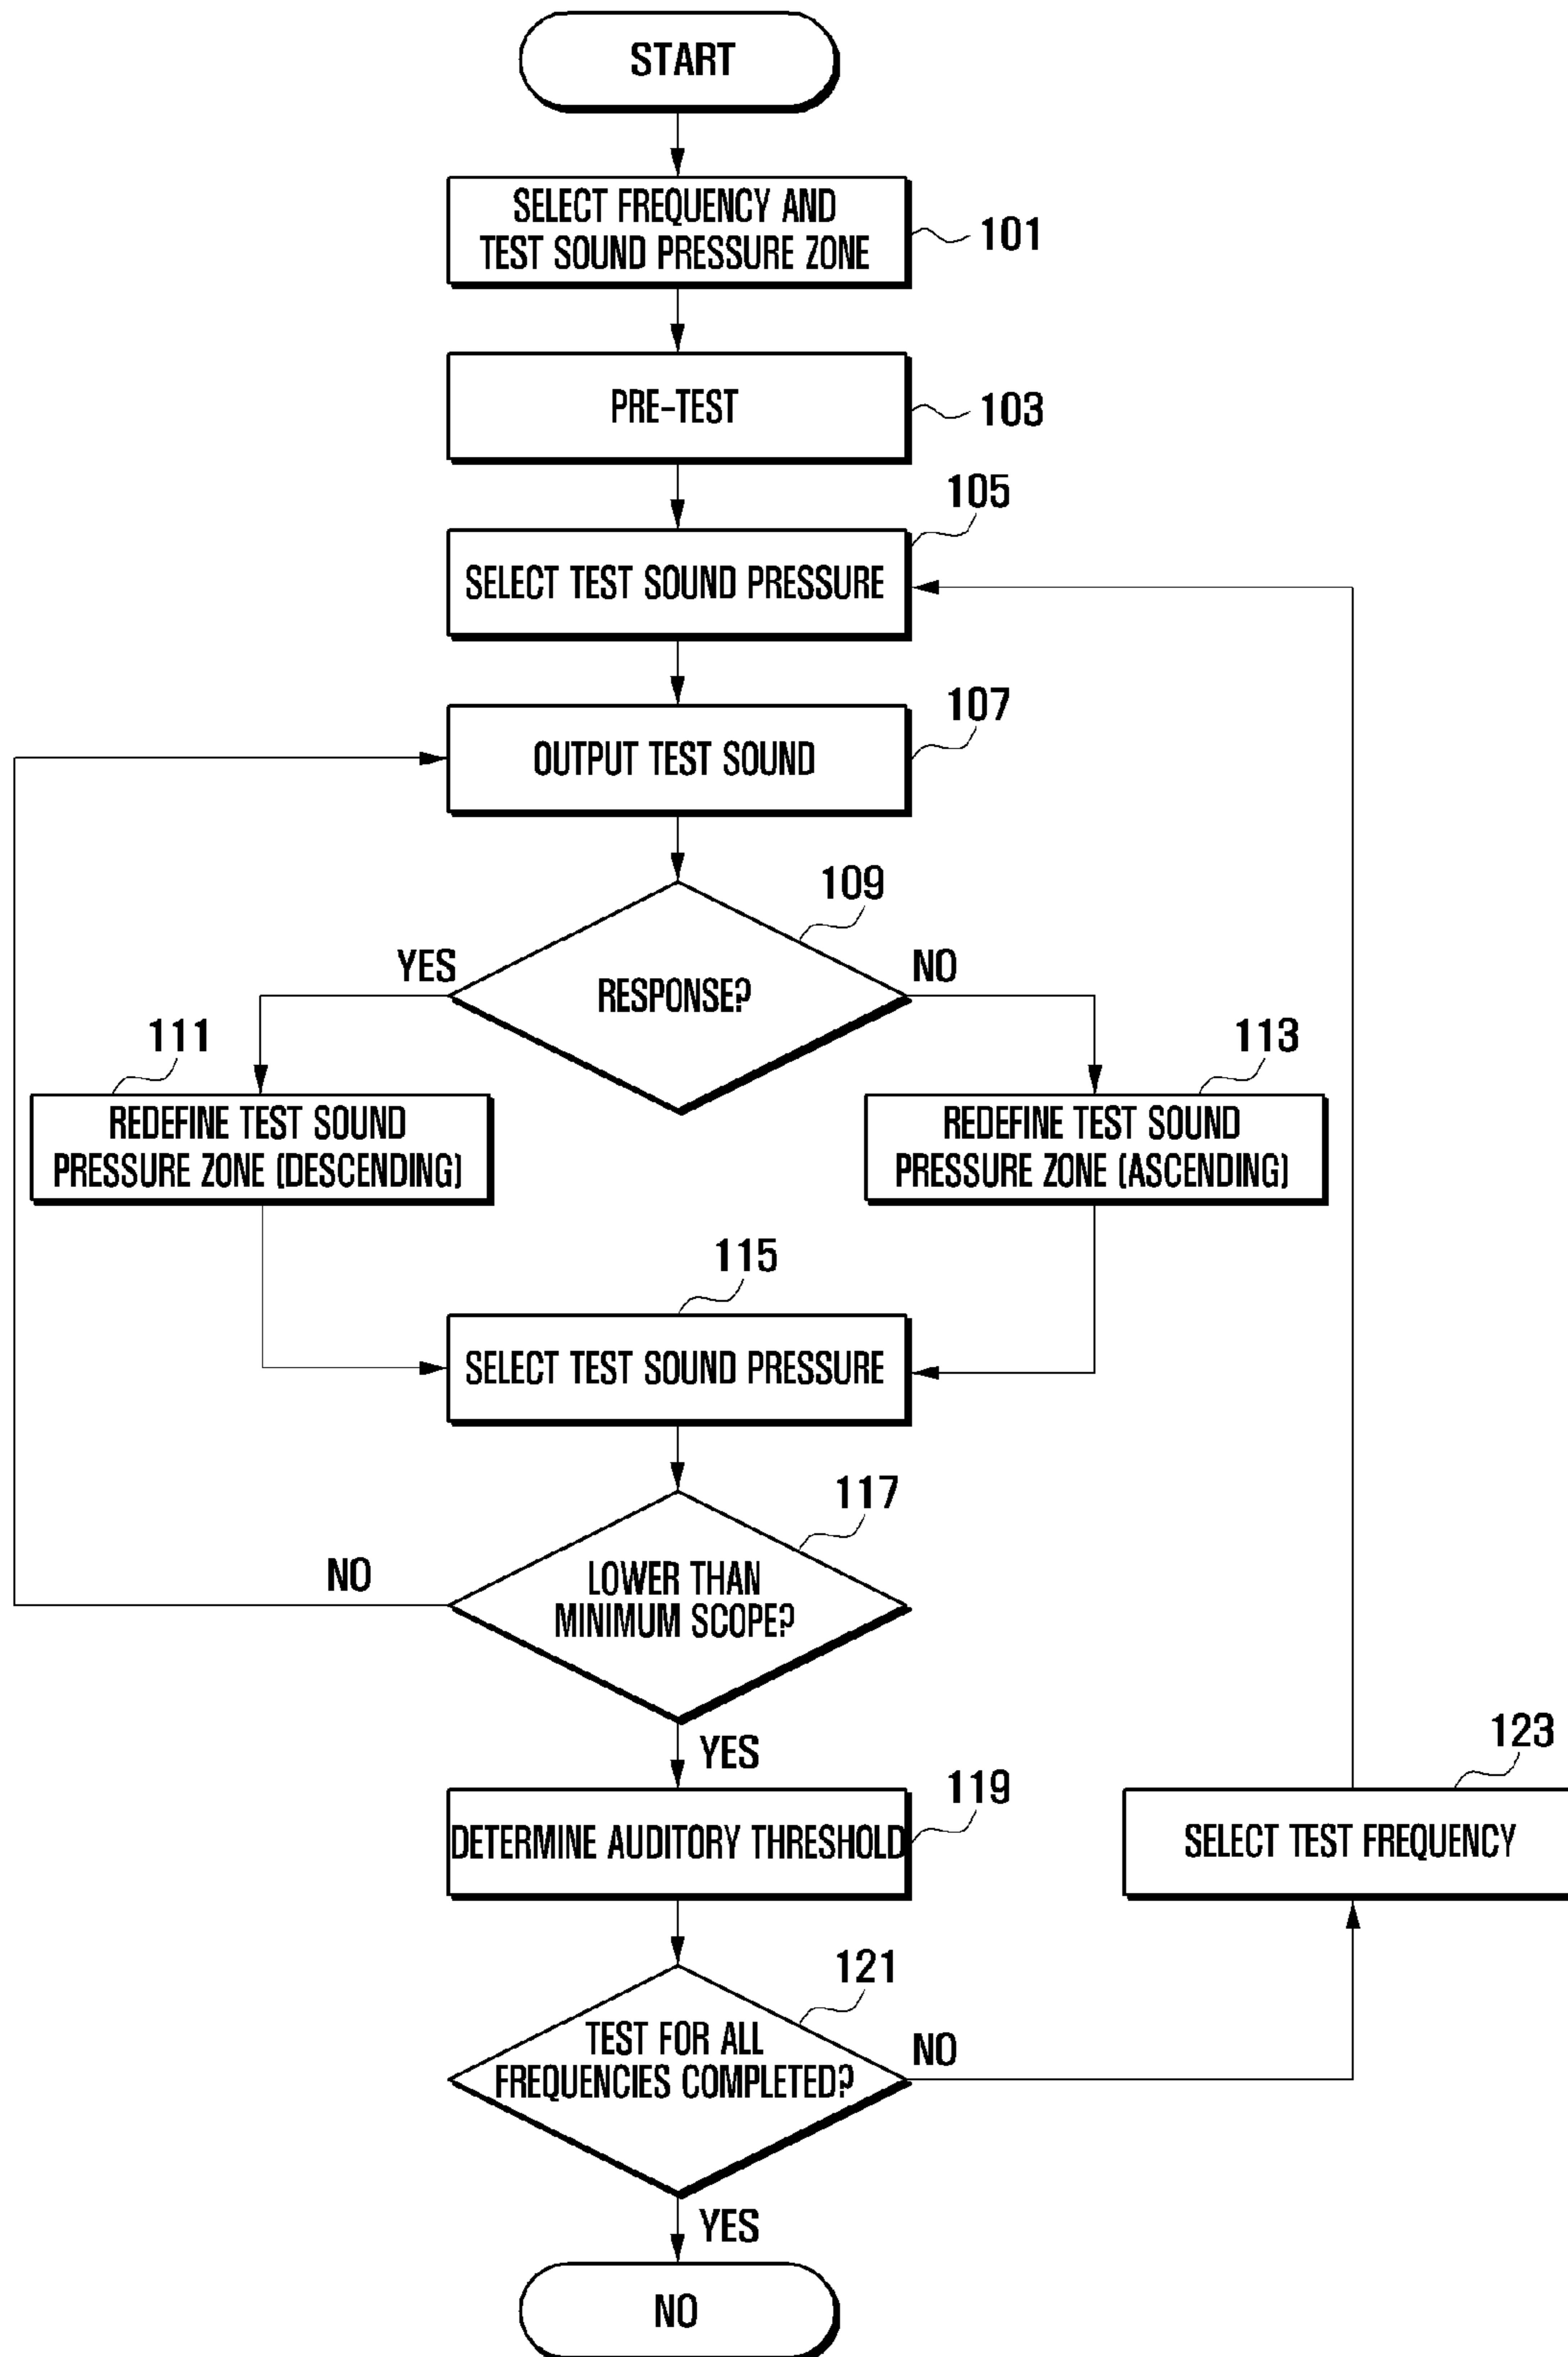 START
SELECT FREQUENCY AND
TEST SOUND PRESSURE ZONE
101
PRE-TEST
103
105
SELECT TEST SOUND PRESSURE
107
OUTPUT TEST SOUND
109
YES
RESPONSE?
NO
111
113
REDEFINE TEST SOUND
PRESSURE ZONE (DESCENDING)
REDEFINE TEST SOUND
PRESSURE ZONE (ASCENDING)
115
SELECT TEST SOUND PRESSURE
117
NO
LOWER THAN
MINIMUM SCOPE?
YES
119
DETERMINE AUDITORY THRESHOLD
123
SELECT TEST FREQUENCY
121
TEST FOR ALL
FREQUENCIES COMPLETED?
NO
YES
NO